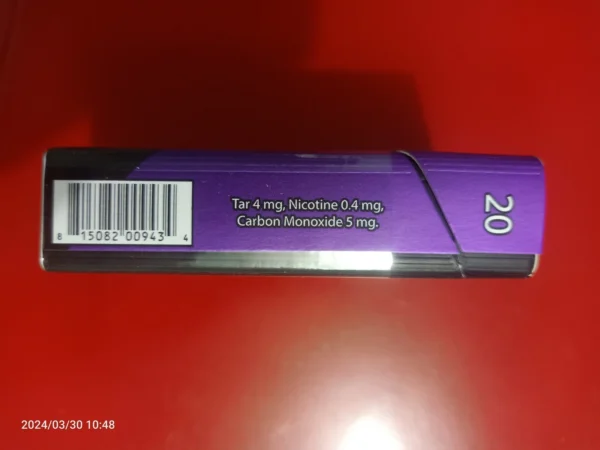 Tar 4 mg, Nicotine 0.4 mg,
Carbon Monoxide 5 mg.
20
8 15082 00943 4
2024/03/30 10:48